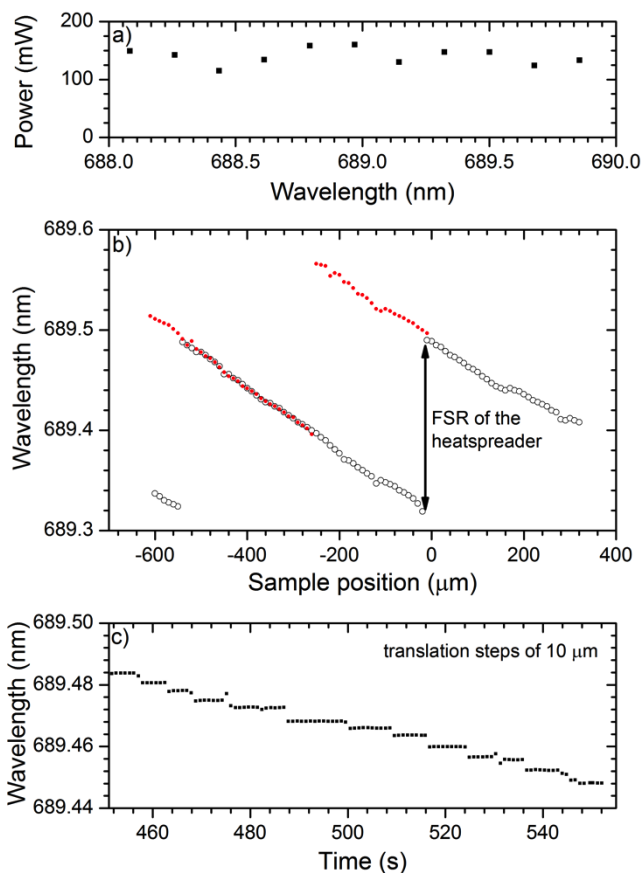 a)
Power (mW)
200
100
0
688.0 688.5 689.0 689.5 690.0
Wavelength (nm)
b)
Wavelength (nm)
689.6
689.5
689.4
689.3
FSR of the
heatspreader
-600 -400 -200 0 200 400
Sample position (μm)
c)
translation steps of 10 μm
Wavelength (nm)
689.50
689.48
689.46
689.44
460 480 500 520 540
Time (s)